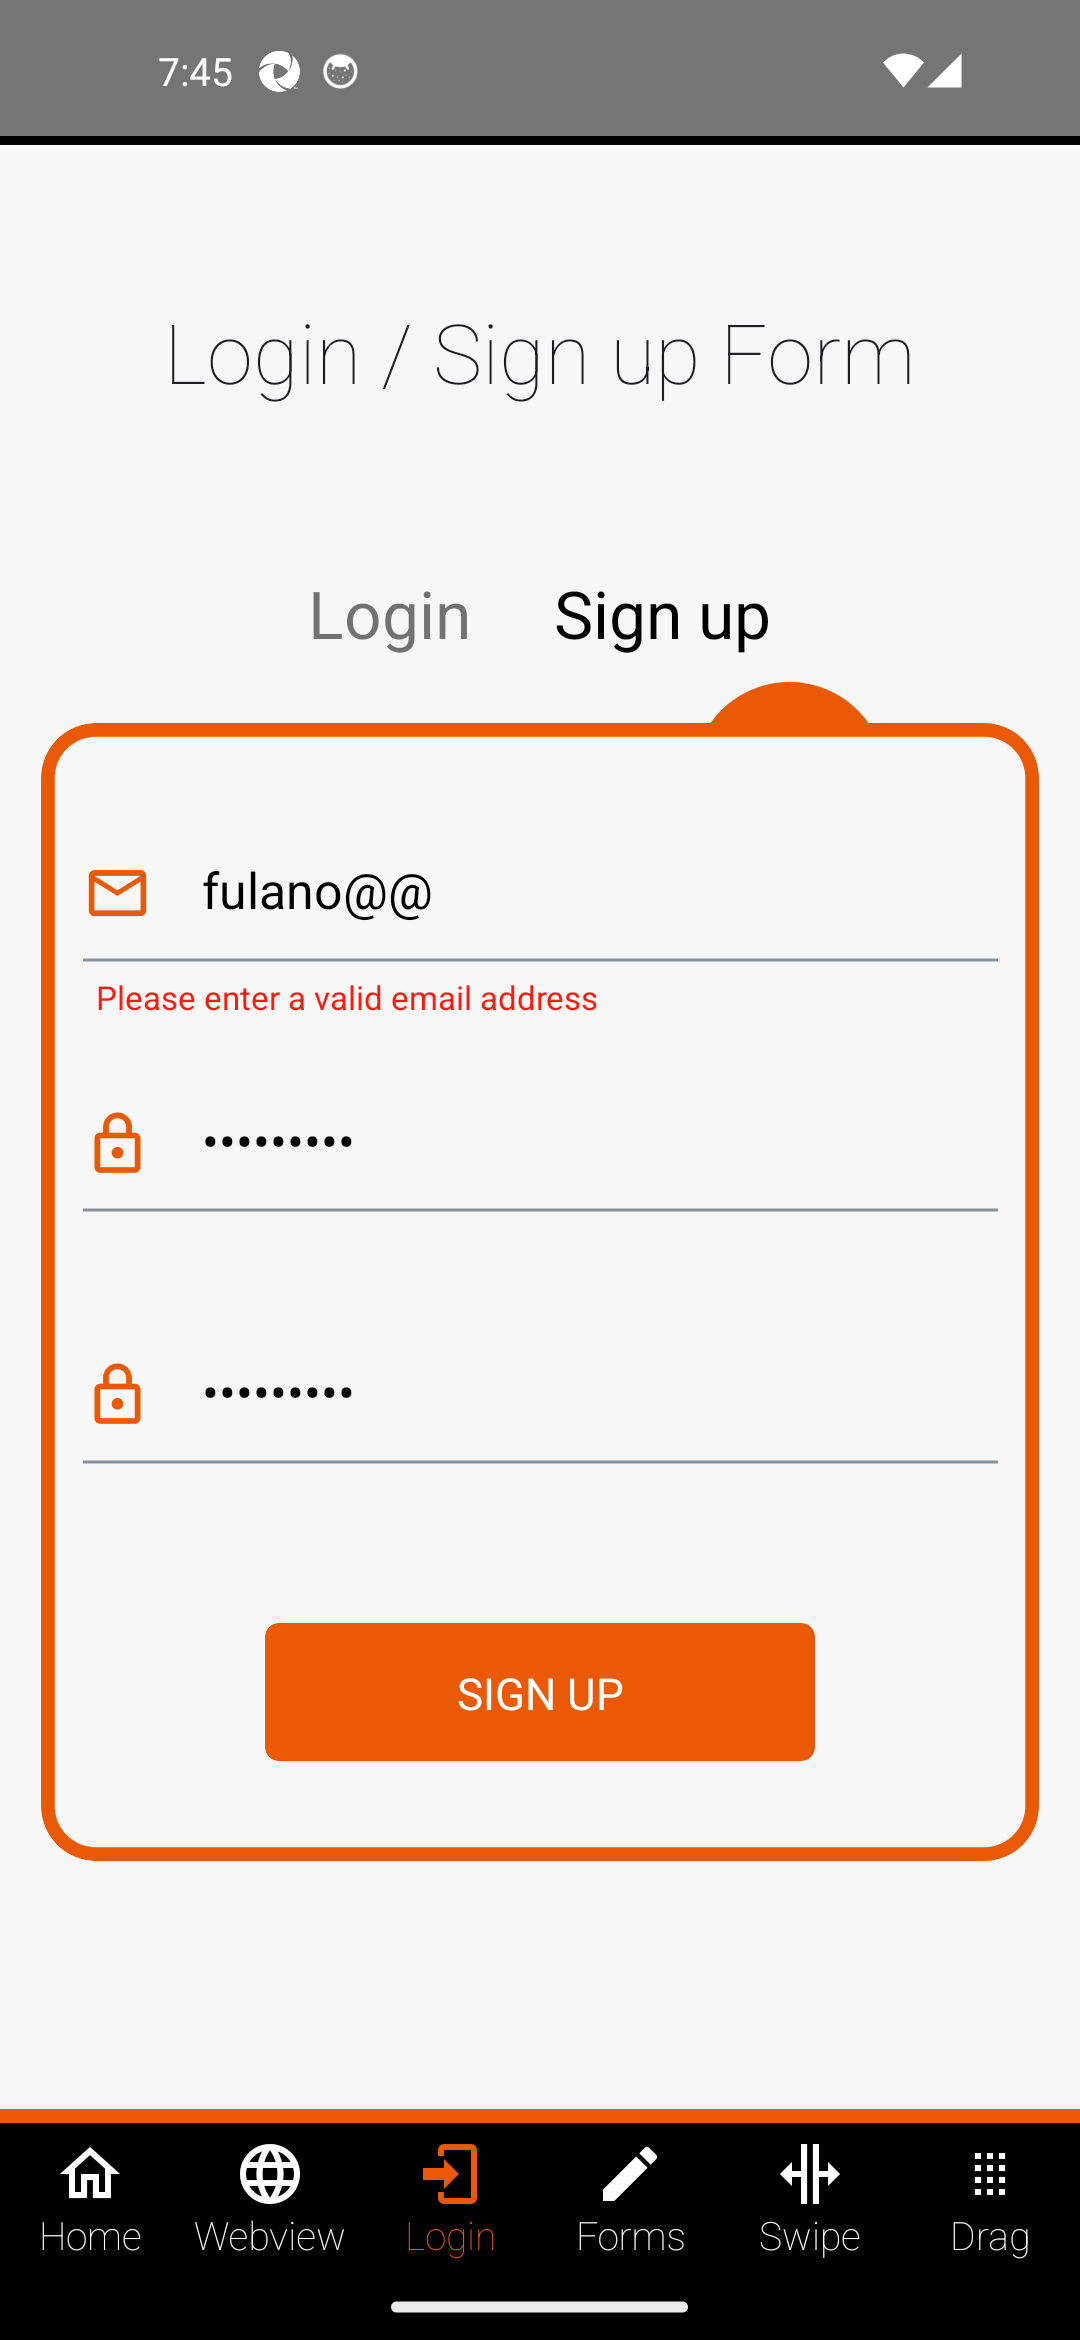 7:45
Login / Sign up Form
Login Sign up
fulano@@
Please enter a valid email address
•••••••••
•••••••••
SIGN UP
Home Webview Login Forms Swipe Drag